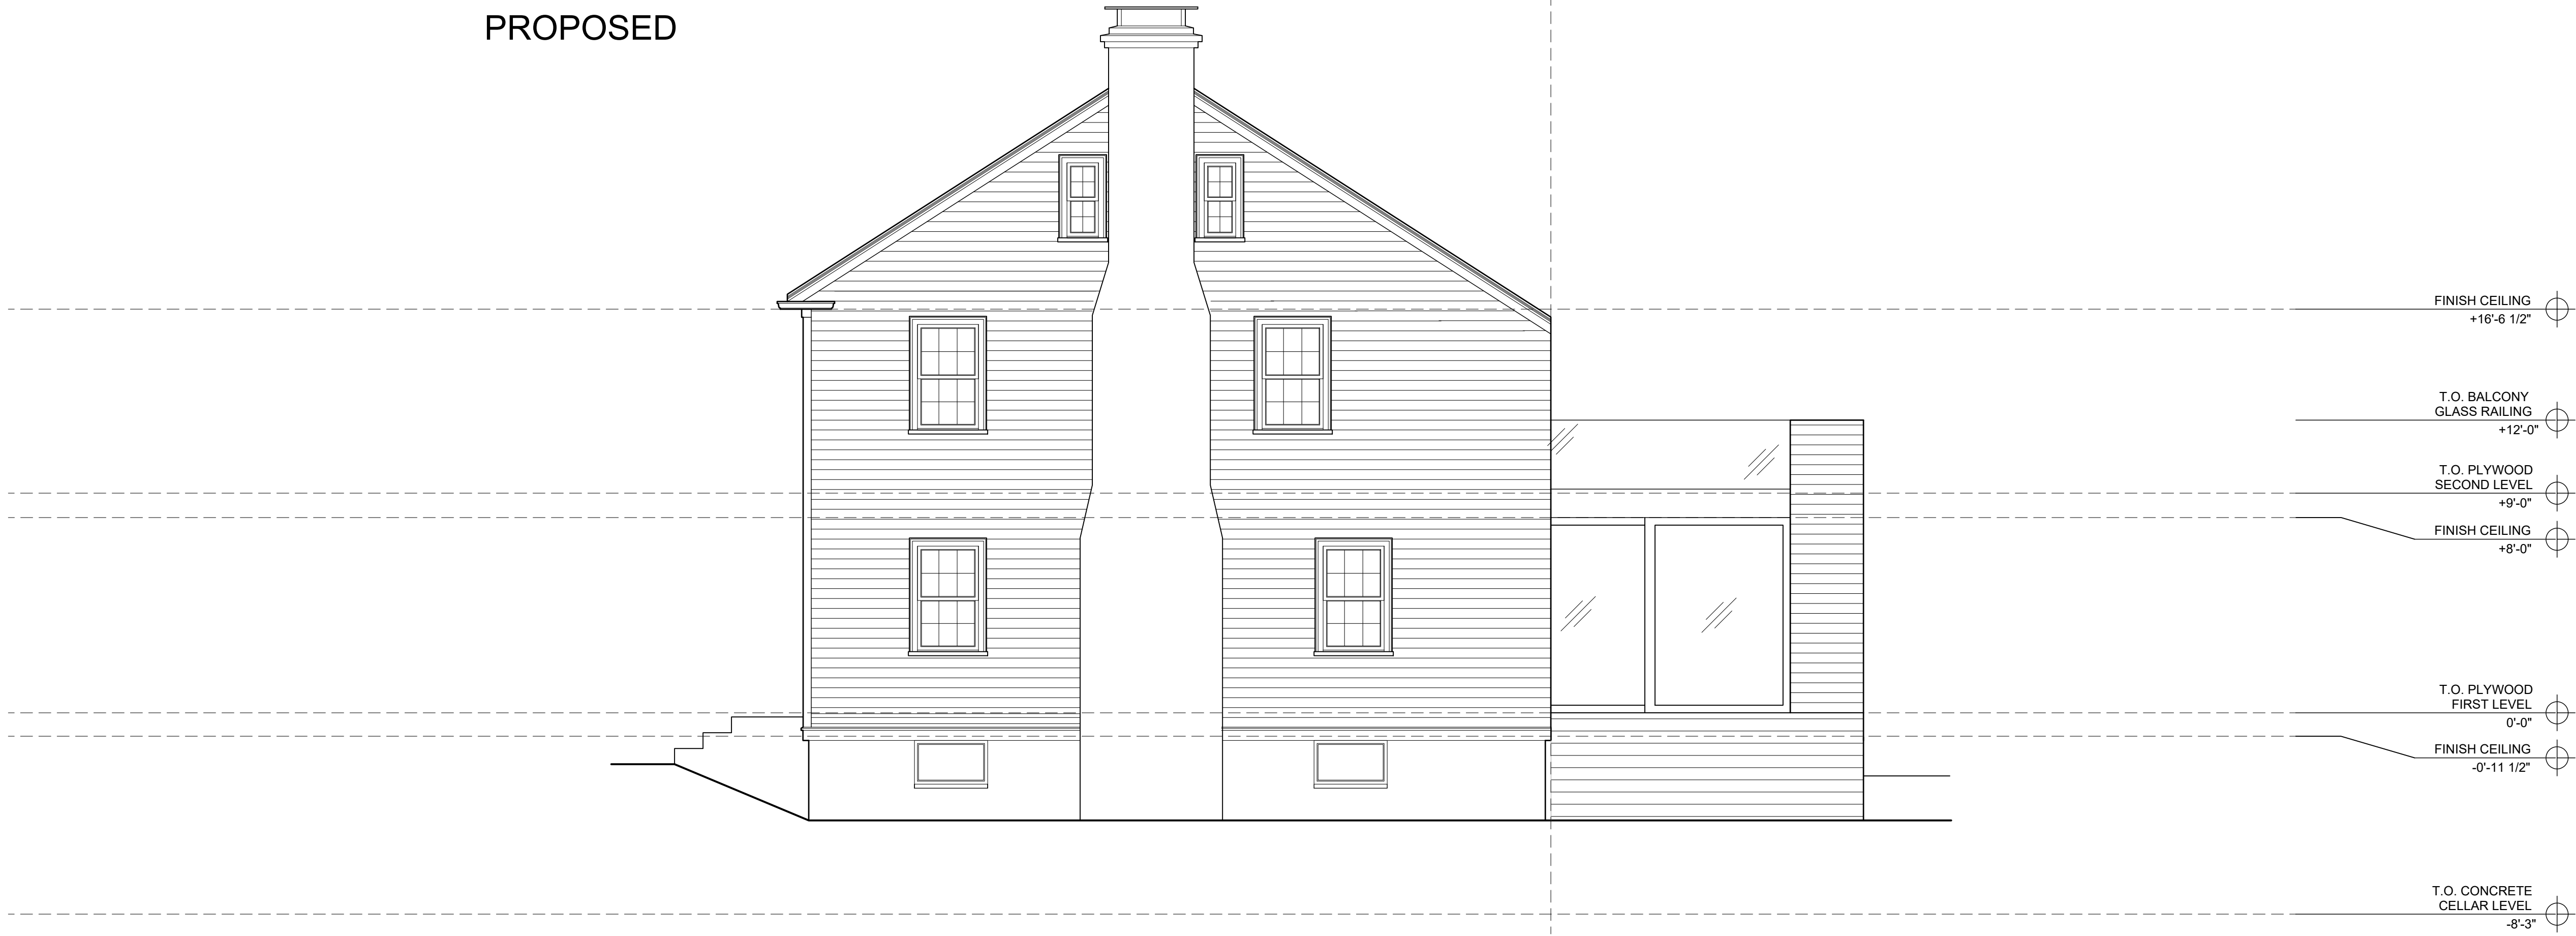 PROPOSED
FINISH CEILING
+16'-6 1/2"
T.O. BALCONY
GLASS RAILING
+12'-0"
T.O. PLYWOOD
SECOND LEVEL
+9'-0"
FINISH CEILING
+8'-0"
T.O. PLYWOOD
FIRST LEVEL
0'-0"
FINISH CEILING
-0'-11 1/2"
T.O. CONCRETE
CELLAR LEVEL
-8'-3"